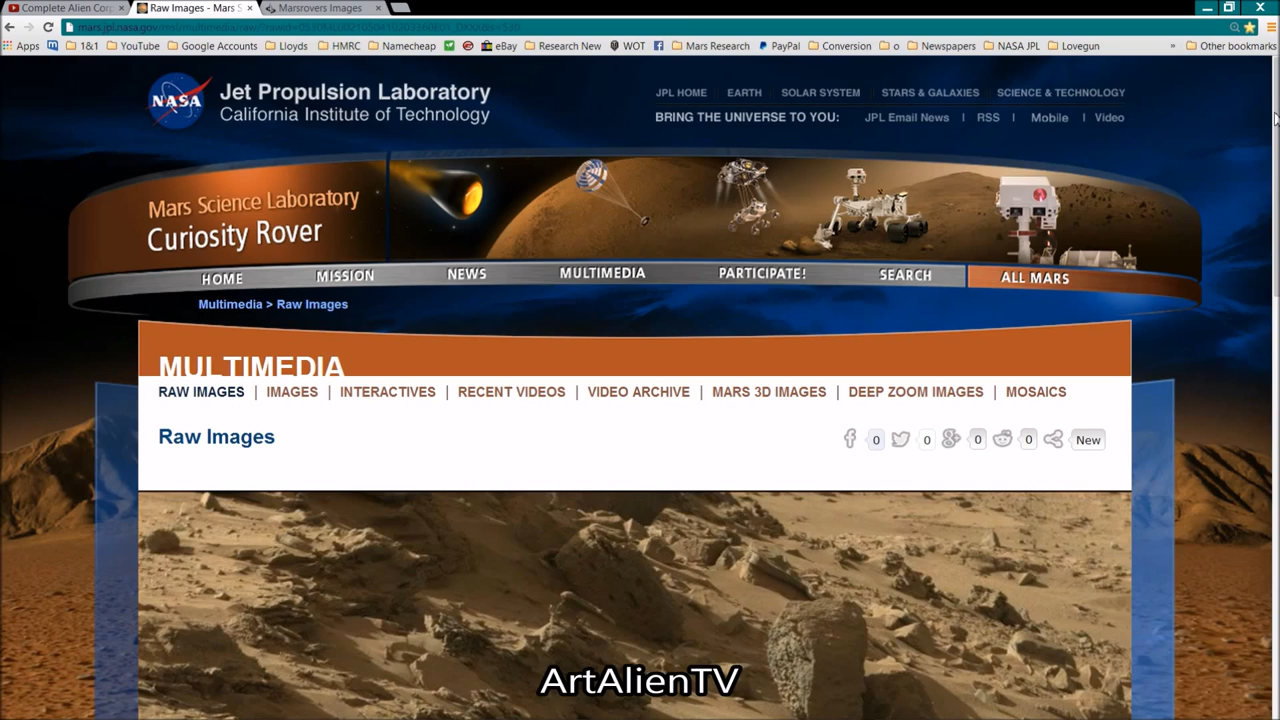 Complete Alien Corp
Raw Images - Mars S
Marsrovers Images
mars.jpl.nasa.gov
Apps
1&1
YouTube
Google Accounts
Lloyds
HMRC
Namecheap
eBay
Research New
WOT
Mars Research
PayPal
Conversion
o
Newspapers
NASA JPL
Lovegun
»
Other bookmarks
NASA
Jet Propulsion Laboratory
California Institute of Technology
JPL HOME EARTH SOLAR SYSTEM STARS & GALAXIES SCIENCE & TECHNOLOGY
BRING THE UNIVERSE TO YOU: JPL Email News | RSS | Mobile | Video
Mars Science Laboratory
Curiosity Rover
HOME MISSION NEWS MULTIMEDIA PARTICIPATE! SEARCH ALL MARS
Multimedia > Raw Images
MULTIMEDIA
RAW IMAGES | IMAGES | INTERACTIVES | RECENT VIDEOS | VIDEO ARCHIVE | MARS 3D IMAGES | DEEP ZOOM IMAGES | MOSAICS
Raw Images
0 0 0 0 New
ArtAlienTV